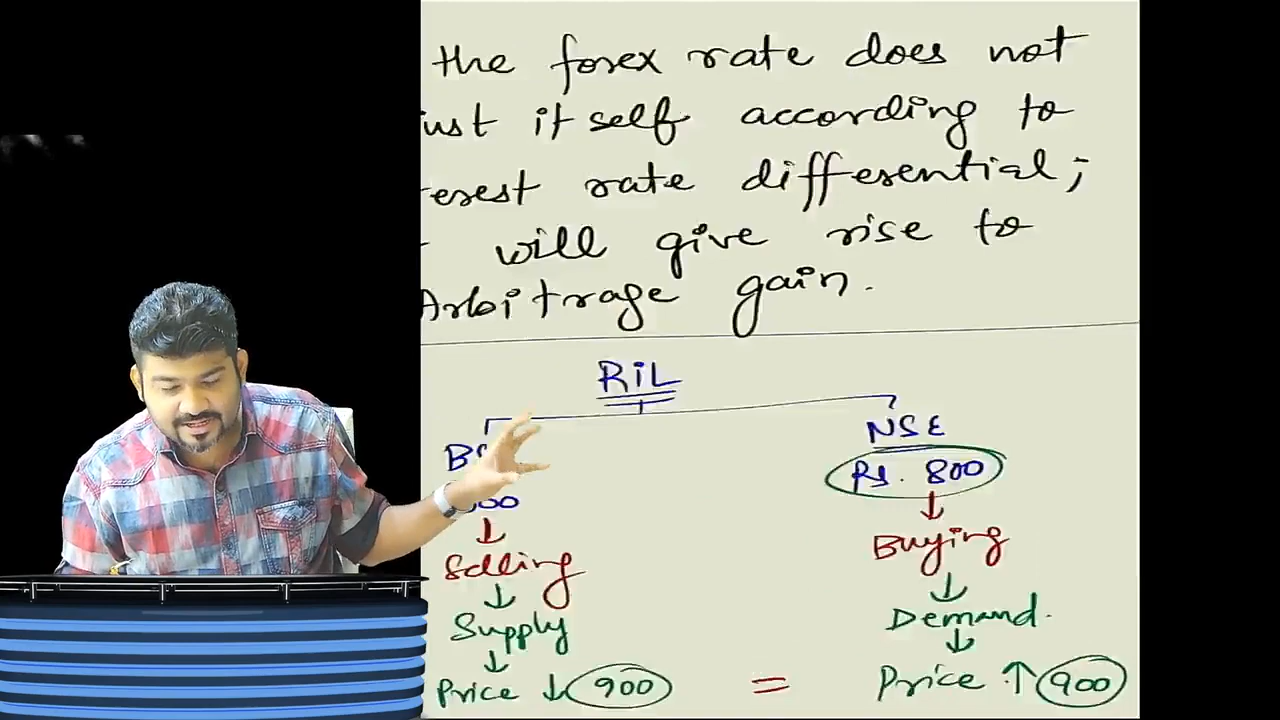 the forex rate does not
ust itself according to
erest rate differential;
will give rise to
Arbitrage gain.
RiL
NSE
Rs. 800
Selling
Buying
Supply
Demand.
Price ↓ 900 = Price ↑ 900